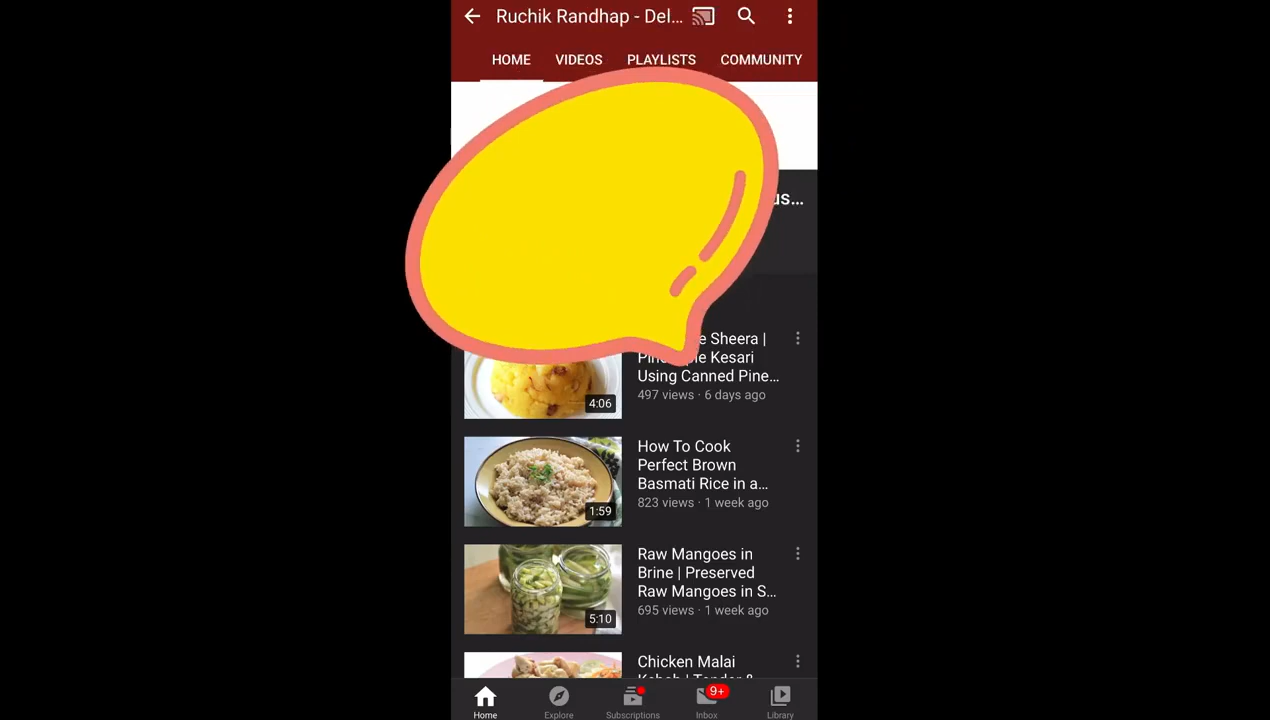 Ruchik Randhap - Del...
HOME VIDEOS PLAYLISTS COMMUNITY
us...
e Sheera |
Pineapple Kesari
Using Canned Pine...
497 views · 6 days ago
4:06
How To Cook
Perfect Brown
Basmati Rice in a...
823 views · 1 week ago
1:59
Raw Mangoes in
Brine | Preserved
Raw Mangoes in S...
695 views · 1 week ago
5:10
Chicken Malai
Kebab | Tender &
9+
Home Explore Subscriptions Inbox Library